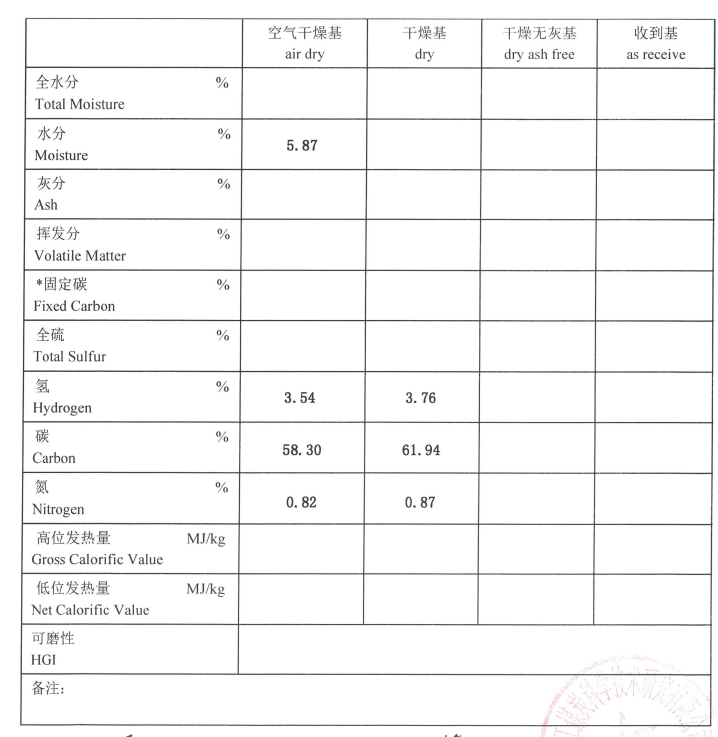 空气干燥基 干燥基 干燥无灰基 收到基
air dry dry dry ash free as receive
全水分 %
Total Moisture
水分 % 5.87
Moisture
灰分 %
Ash
挥发分 %
Volatile Matter
*固定碳 %
Fixed Carbon
全硫 %
Total Sulfur
氢 % 3.54 3.76
Hydrogen
碳 % 58.30 61.94
Carbon
氮 % 0.82 0.87
Nitrogen
高位发热量 MJ/kg
Gross Calorific Value
低位发热量 MJ/kg
Net Calorific Value
可磨性
HGI
备注：